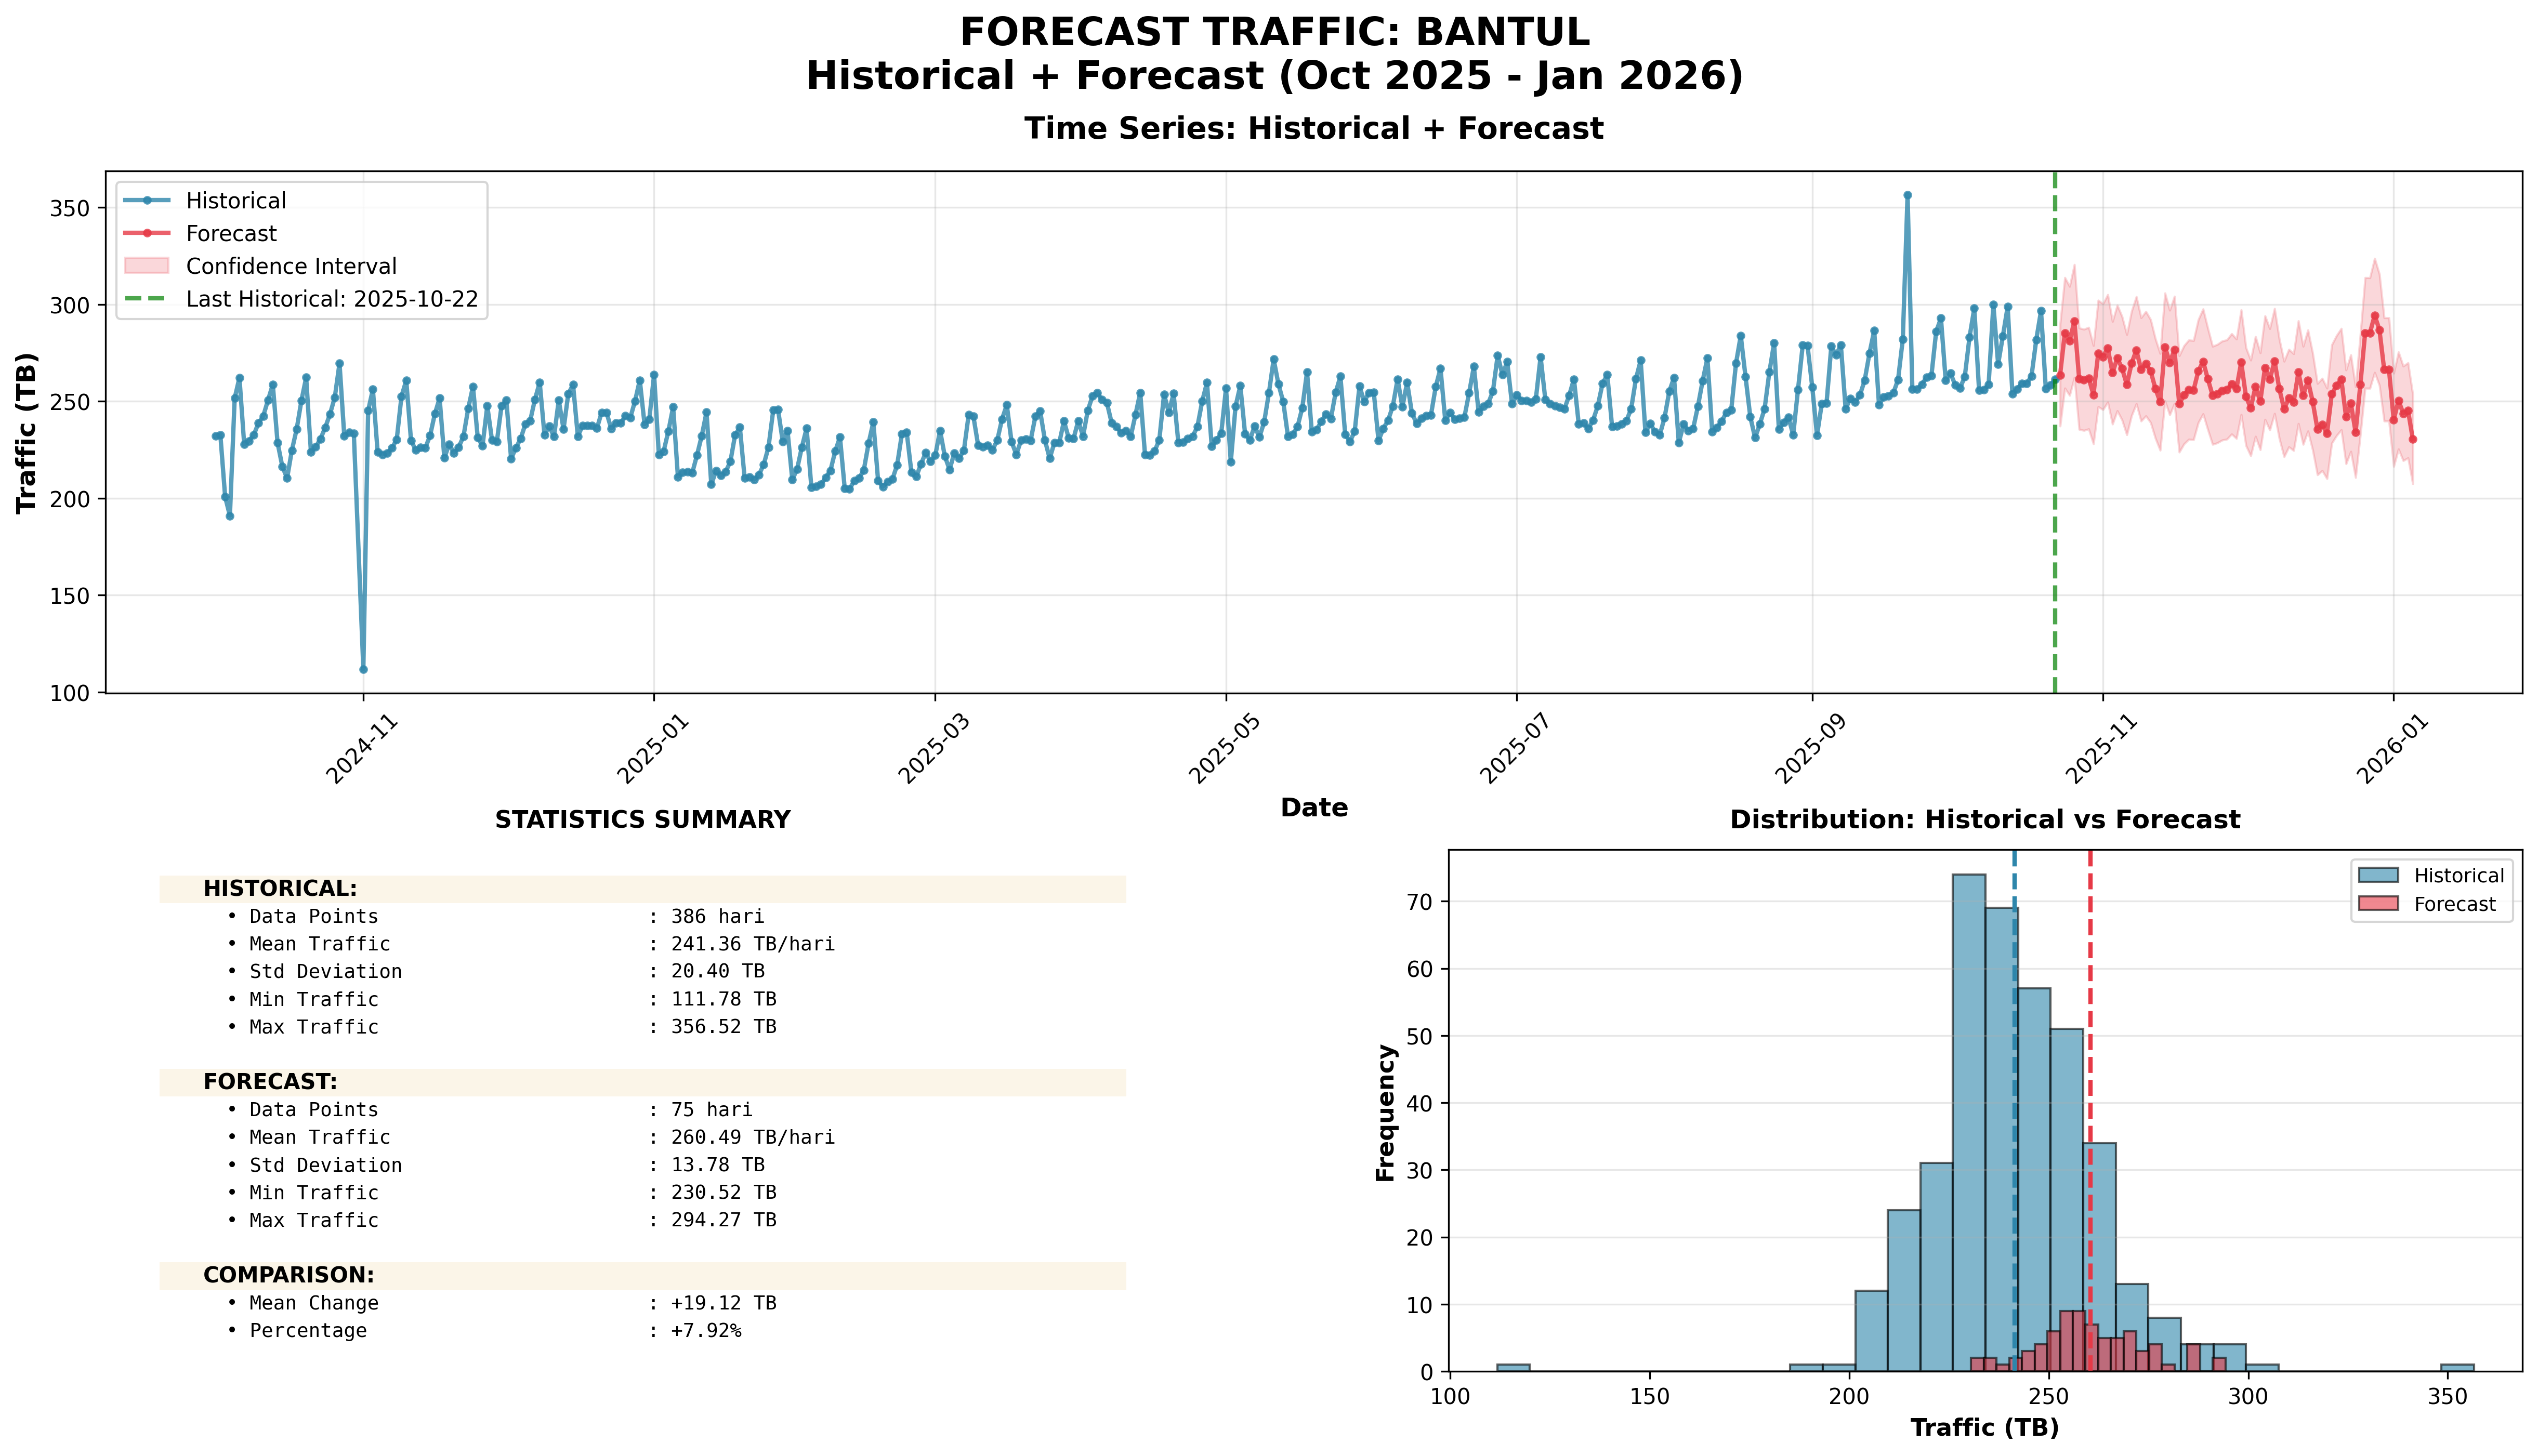 FORECAST TRAFFIC: BANTUL
Historical + Forecast (Oct 2025 - Jan 2026)
Time Series: Historical + Forecast
Historical
Forecast
Confidence Interval
Last Historical: 2025-10-22
Traffic (TB)
350
300
250
200
150
100
2024-11
2025-01
2025-03
2025-05
2025-07
2025-09
2025-11
2026-01
Date
STATISTICS SUMMARY
HISTORICAL:
• Data Points : 386 hari
• Mean Traffic : 241.36 TB/hari
• Std Deviation : 20.40 TB
• Min Traffic : 111.78 TB
• Max Traffic : 356.52 TB
FORECAST:
• Data Points : 75 hari
• Mean Traffic : 260.49 TB/hari
• Std Deviation : 13.78 TB
• Min Traffic : 230.52 TB
• Max Traffic : 294.27 TB
COMPARISON:
• Mean Change : +19.12 TB
• Percentage : +7.92%
Distribution: Historical vs Forecast
Historical
Forecast
Frequency
70
60
50
40
30
20
10
0
100
150
200
250
300
350
Traffic (TB)